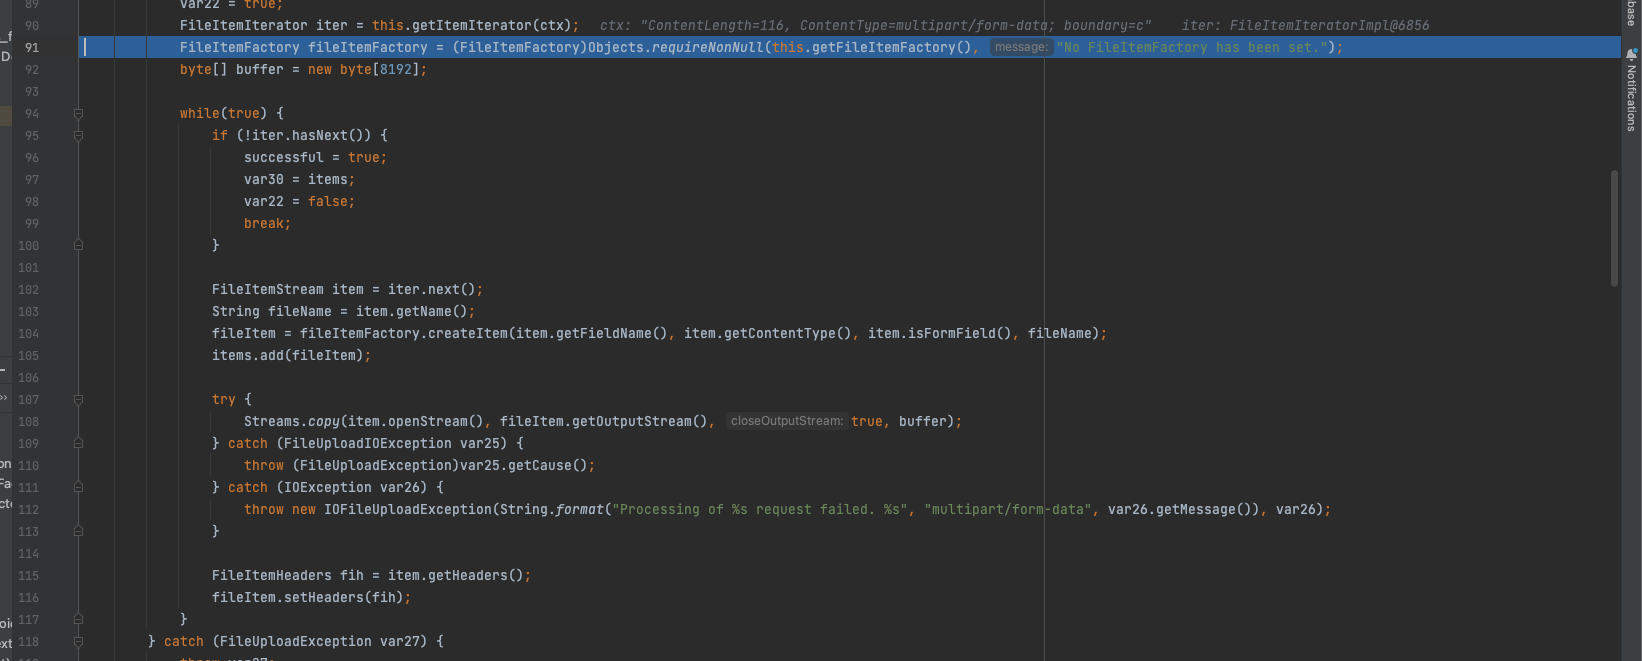 89 var22 = true;
90 FileItemIterator iter = this.getItemIterator(ctx); ctx: "ContentLength=116, ContentType=multipart/form-data; boundary=c" iter: FileItemIteratorImpl@6856
91 FileItemFactory fileItemFactory = (FileItemFactory)Objects.requireNonNull(this.getFileItemFactory(), message: "No FileItemFactory has been set.");
92 byte[] buffer = new byte[8192];
93
94 while(true) {
95 if (!iter.hasNext()) {
96 successful = true;
97 var30 = items;
98 var22 = false;
99 break;
100 }
101
102 FileItemStream item = iter.next();
103 String fileName = item.getName();
104 fileItem = fileItemFactory.createItem(item.getFieldName(), item.getContentType(), item.isFormField(), fileName);
105 items.add(fileItem);
106
107 try {
108 Streams.copy(item.openStream(), fileItem.getOutputStream(), closeOutputStream: true, buffer);
109 } catch (FileUploadIOException var25) {
110 throw (FileUploadException)var25.getCause();
111 } catch (IOException var26) {
112 throw new IOFileUploadException(String.format("Processing of %s request failed. %s", "multipart/form-data", var26.getMessage()), var26);
113 }
114
115 FileItemHeaders fih = item.getHeaders();
116 fileItem.setHeaders(fih);
117 }
118 } catch (FileUploadException var27) {
throw var27;
base
Notifications